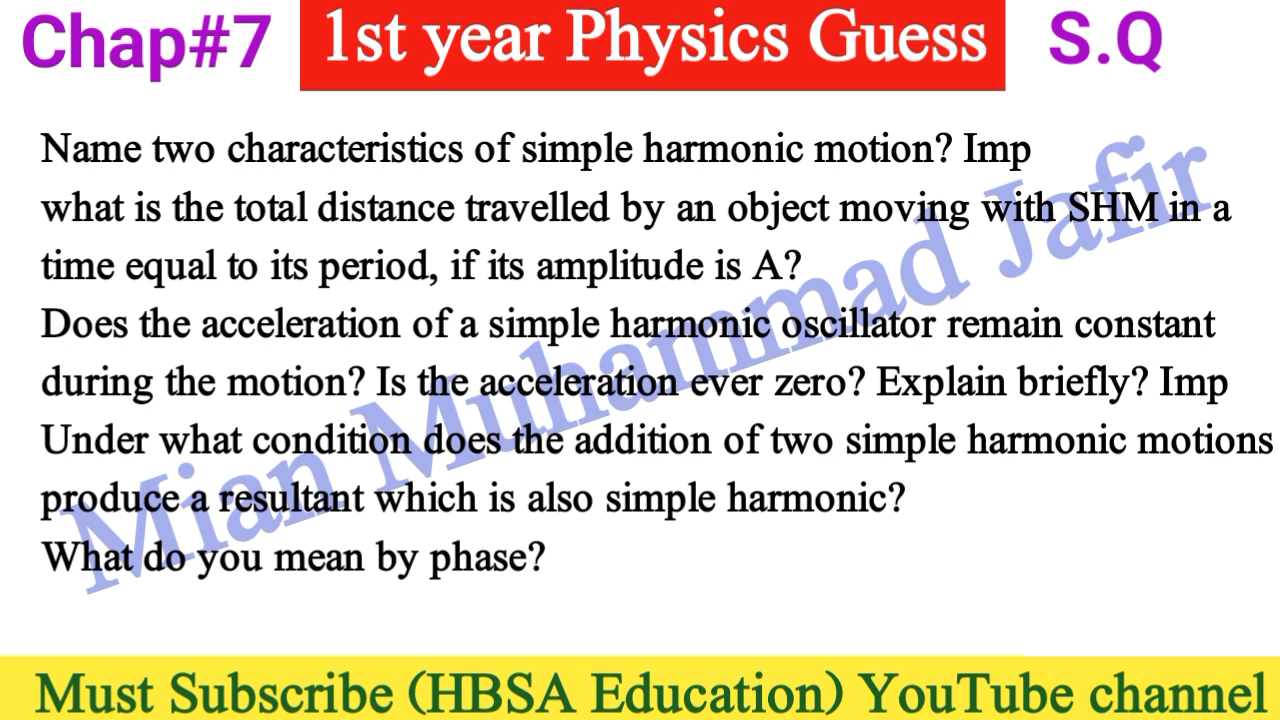 Chap#7 1st year Physics Guess S.Q
Name two characteristics of simple harmonic motion? Imp
what is the total distance travelled by an object moving with SHM in a
time equal to its period, if its amplitude is A?
Does the acceleration of a simple harmonic oscillator remain constant
during the motion? Is the acceleration ever zero? Explain briefly? Imp
Under what condition does the addition of two simple harmonic motions
produce a resultant which is also simple harmonic?
What do you mean by phase?
Mian Muhammad Jafir
Must Subscribe (HBSA Education) YouTube channel